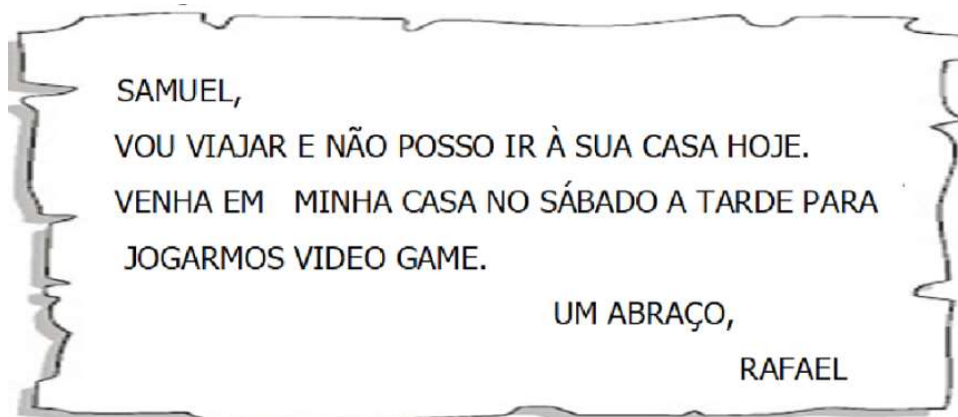 SAMUEL,
VOU VIAJAR E NÃO POSSO IR À SUA CASA HOJE.
VENHA EM MINHA CASA NO SÁBADO A TARDE PARA
JOGARMOS VIDEO GAME.
UM ABRAÇO,
RAFAEL